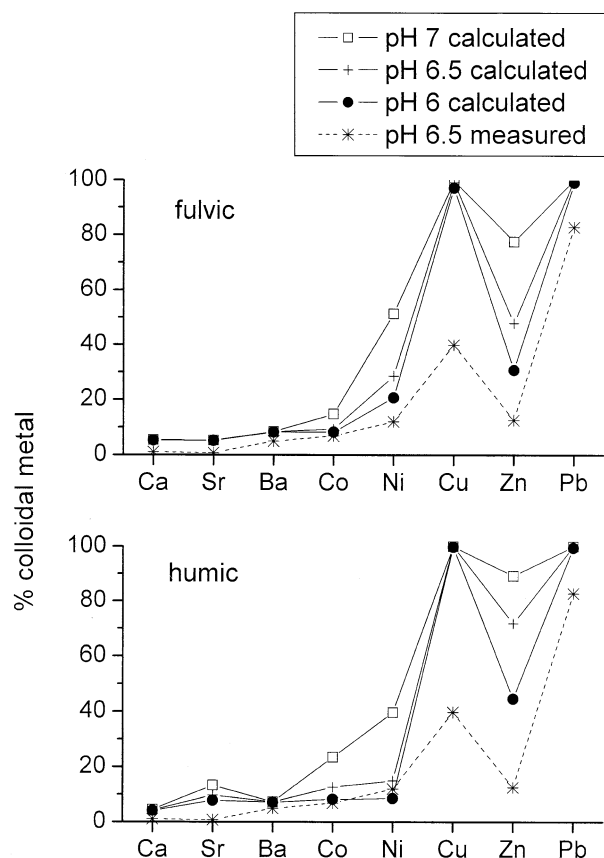 pH 7 calculated
pH 6.5 calculated
pH 6 calculated
pH 6.5 measured
% colloidal metal
fulvic
100
80
60
40
20
0
Ca Sr Ba Co Ni Cu Zn Pb
humic
100
80
60
40
20
0
Ca Sr Ba Co Ni Cu Zn Pb